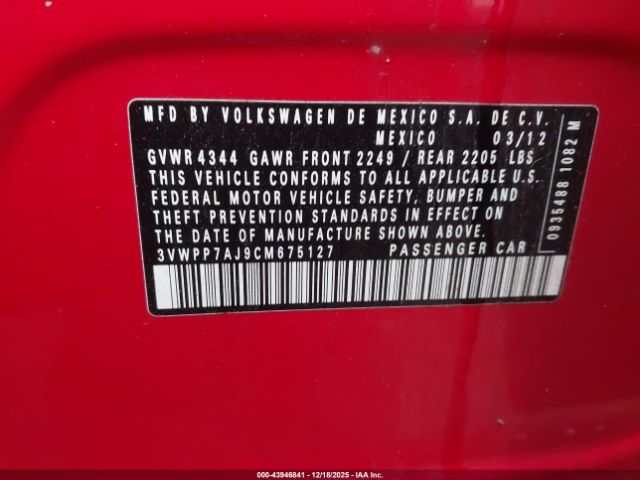 MFD BY VOLKSWAGEN DE MEXICO S.A. DE C.V.
MEXICO 03/12
GVWR 4344 GAWR FRONT 2249 / REAR 2205 LBS
THIS VEHICLE CONFORMS TO ALL APPLICABLE U.S.
FEDERAL MOTOR VEHICLE SAFETY, BUMPER AND
THEFT PREVENTION STANDARDS IN EFFECT ON
THE DATE OF MANUFACTURE SHOWN ABOVE.
3VWPP7AJ9CM675127 PASSENGER CAR
0935488 1082 M
000-43946841 - 12/18/2025 - IAAI.com